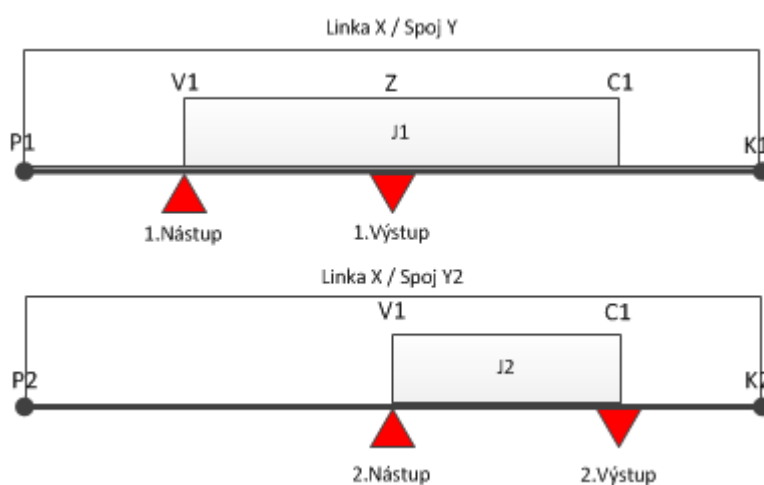 Linka X / Spoj Y
V1 Z C1
J1
P1 K1
1.Nástup 1.Výstup
Linka X / Spoj Y2
V1 C1
J2
P2 K2
2.Nástup 2.Výstup